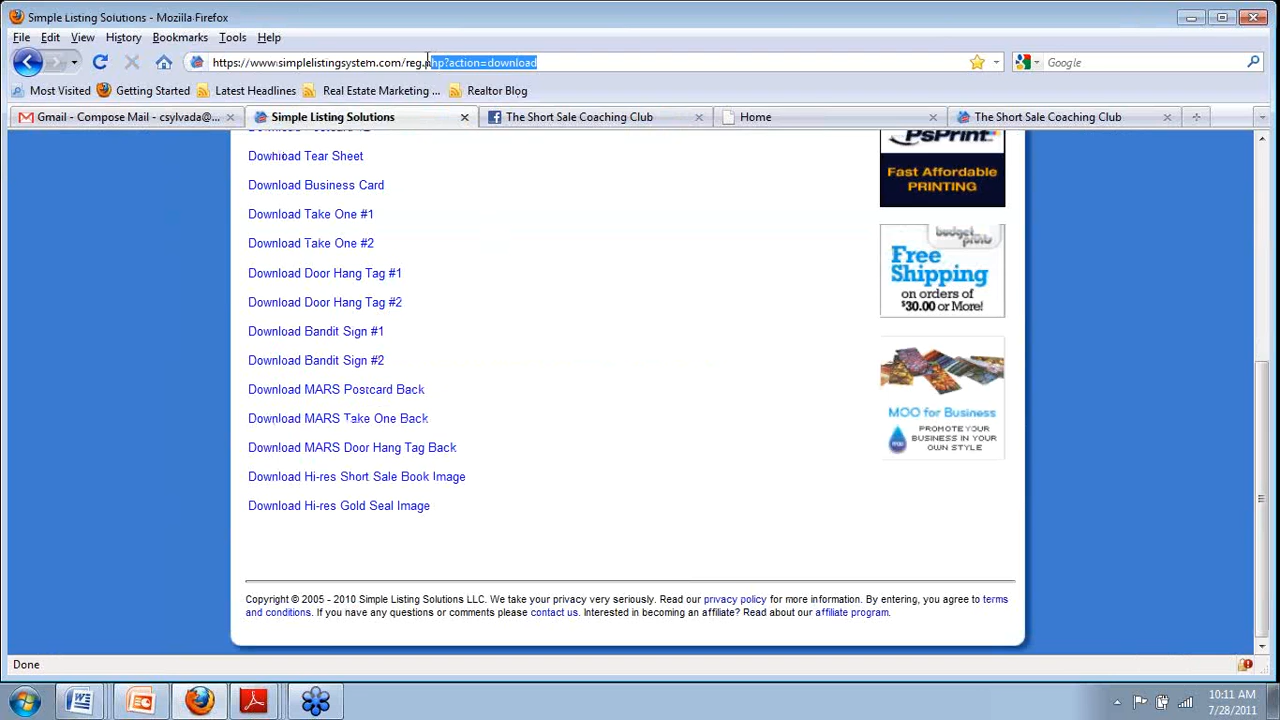 Simple Listing Solutions - Mozilla Firefox
File Edit View History Bookmarks Tools Help
https://www.simplelistingsystem.com/reg.php?action=download
Google
Most Visited Getting Started Latest Headlines Real Estate Marketing ... Realtor Blog
Gmail - Compose Mail - csylvada@... Simple Listing Solutions The Short Sale Coaching Club Home The Short Sale Coaching Club
Download Tear Sheet
Download Business Card
Download Take One #1
Download Take One #2
Download Door Hang Tag #1
Download Door Hang Tag #2
Download Bandit Sign #1
Download Bandit Sign #2
Download MARS Postcard Back
Download MARS Take One Back
Download MARS Door Hang Tag Back
Download Hi-res Short Sale Book Image
Download Hi-res Gold Seal Image
PsPrint
Fast Affordable
PRINTING
budget
prints
Free
Shipping
on orders of
$30.00 or More!
MOO for Business
PROMOTE YOUR
BUSINESS IN YOUR
OWN STYLE
Copyright © 2005 - 2010 Simple Listing Solutions LLC. We take your privacy very seriously. Read our privacy policy for more information. By entering, you agree to terms
and conditions. If you have any questions or comments please contact us. Interested in becoming an affiliate? Read about our affiliate program.
Done
10:11 AM
7/28/2011